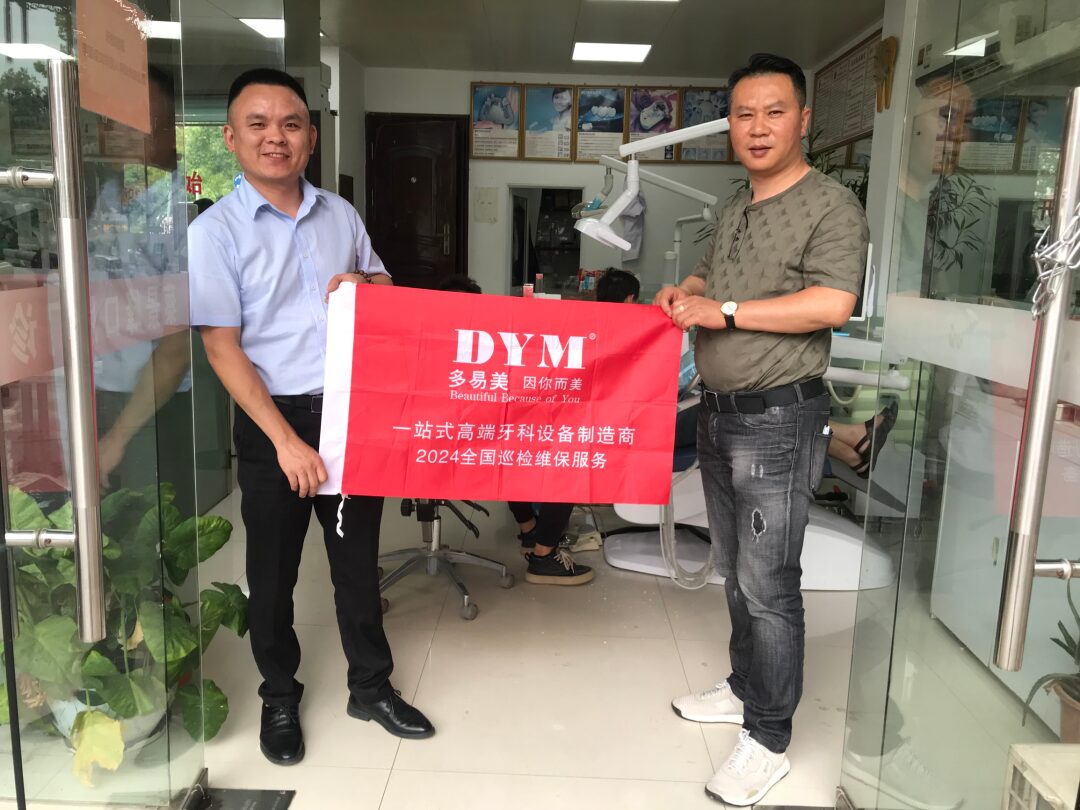 DYM®
多易美 因你而美
Beautiful Because of You
一站式高端牙科设备制造商
2024全国巡检维保服务
始